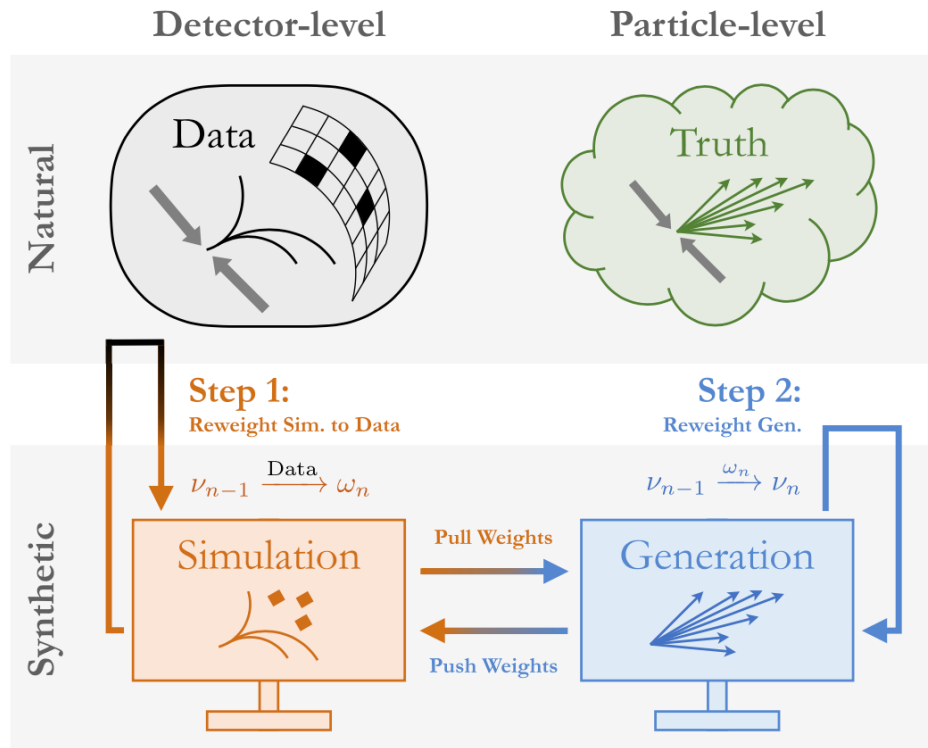 Detector-level
Particle-level
Natural
Data
Truth
Step 1:
Reweight Sim. to Data
Step 2:
Reweight Gen.
Synthetic
νₙ₋₁ —Data→ ωₙ
νₙ₋₁ —ωₙ→ νₙ
Simulation
Pull Weights
Push Weights
Generation